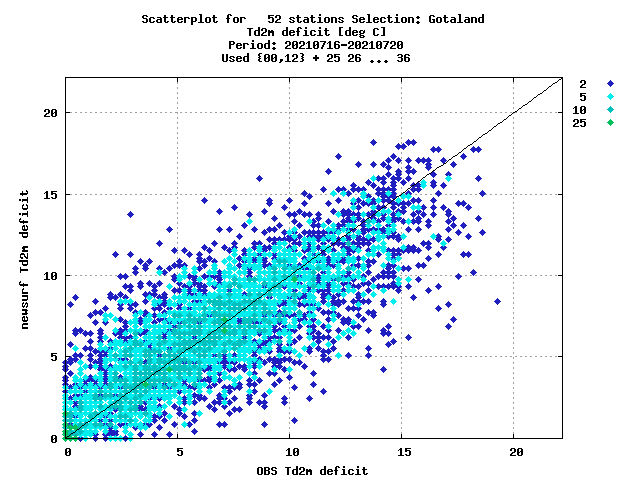 Scatterplot for   52 stations Selection: Gotaland
Td2m deficit [deg C]
Period: 20210716-20210720
Used {00,12} + 25 26 ... 36
2
5
10
25
20
15
10
5
0
newsurf Td2m deficit
0 5 10 15 20
OBS Td2m deficit